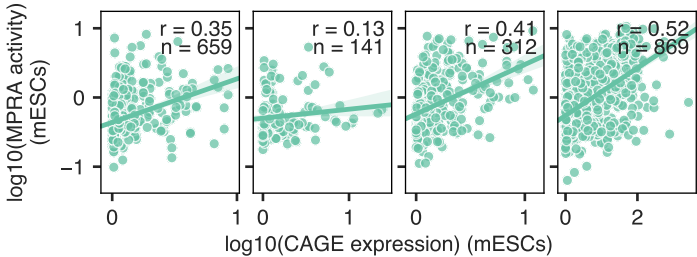 log10(MPRA activity)
(mESCs)
1
0
−1
r = 0.35
n = 659
r = 0.13
n = 141
r = 0.41
n = 312
r = 0.52
n = 869
0 1
0 1
0 1
0 2
log10(CAGE expression) (mESCs)